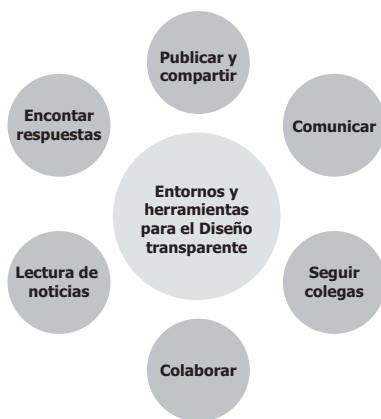 Publicar y
compartir
Encontar
respuestas
Comunicar
Entornos y
herramientas
para el Diseño
transparente
Lectura de
noticias
Seguir
colegas
Colaborar